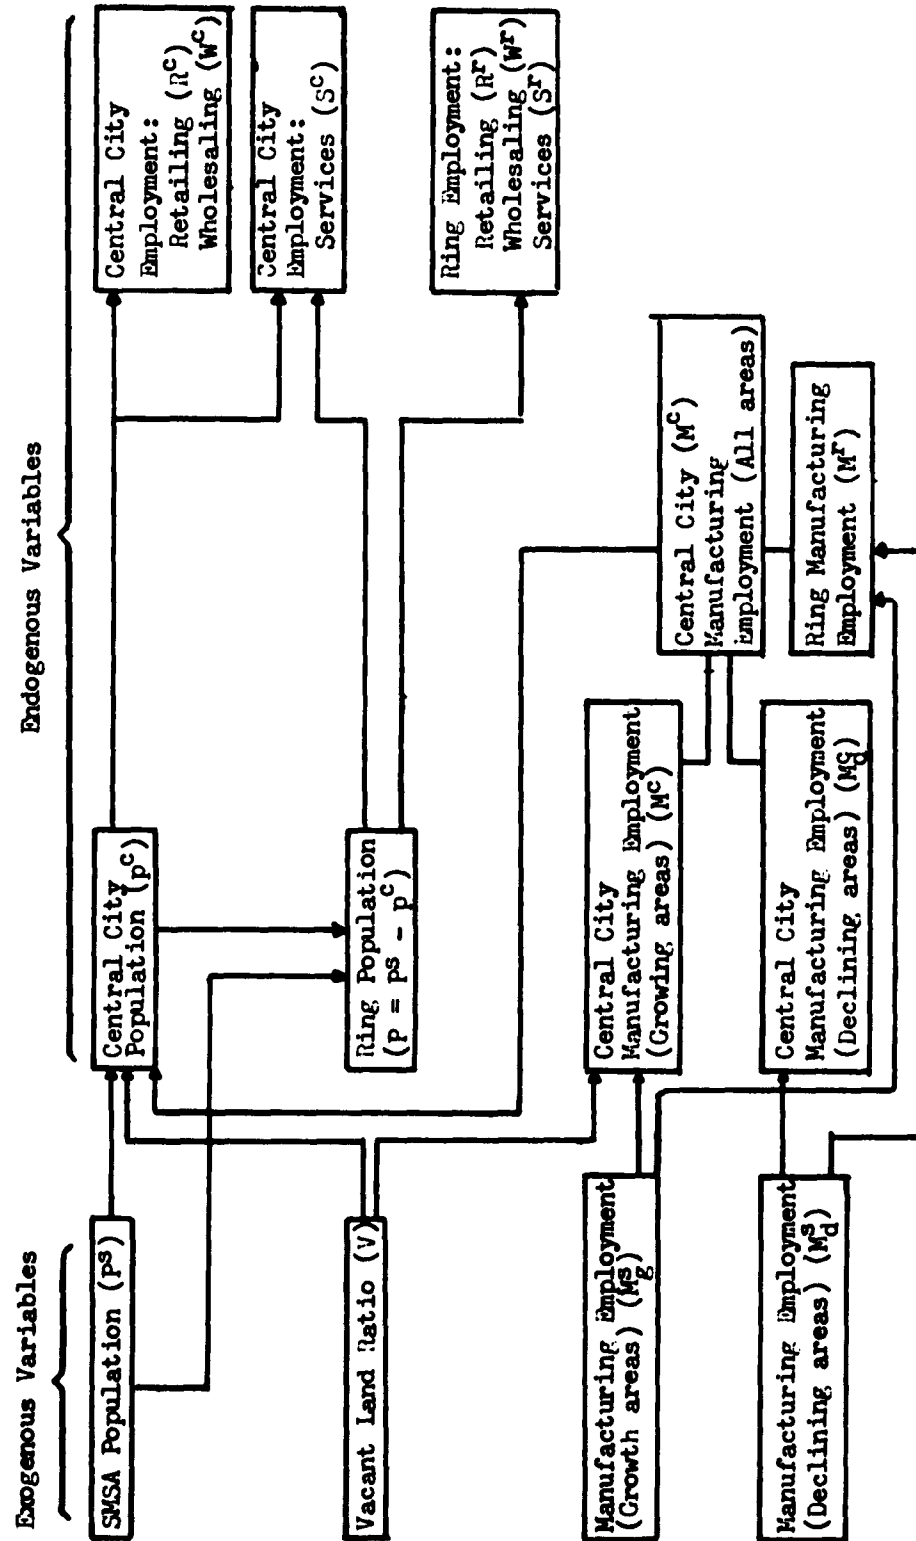 Exogenous Variables
Endogenous Variables
SMSA Population (P^s)
Central City
Population (p^c)
Central City
Employment:
Retailing (R^c)
Wholesaling (W^c)
Central City
Employment:
Services (S^c)
Vacant Land Ratio (V)
Ring Population
(P = p^s - p^c)
Ring Employment:
Retailing (R^r)
Wholesaling (W^r)
Services (S^r)
Manufacturing Employment
(Growth areas) (M^s_g)
Central City
Manufacturing Employment
(Growing areas) (M^c)
Central City (M^c)
Manufacturing
Employment (All areas)
Manufacturing Employment
(Declining areas) (M^s_d)
Central City
Manufacturing Employment
(Declining areas) (M^c_d)
Ring Manufacturing
Employment (M^r)